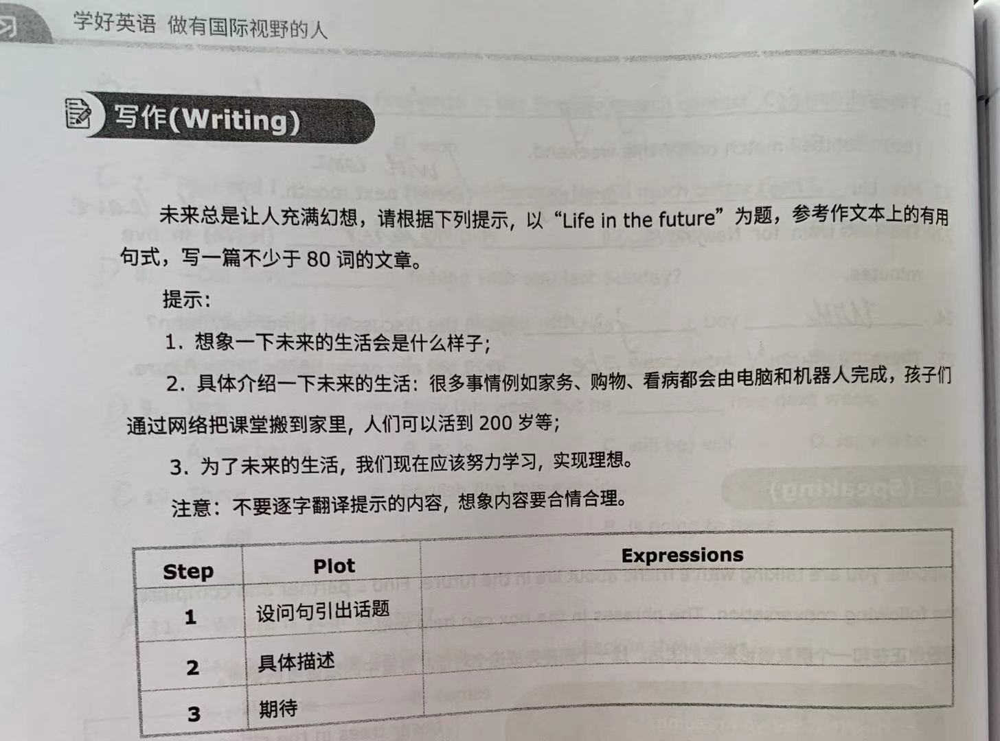 学好英语 做有国际视野的人
写作(Writing)
未来总是让人充满幻想，请根据下列提示，以“Life in the future”为题，参考作文本上的有用
句式，写一篇不少于 80 词的文章。
提示：
1. 想象一下未来的生活会是什么样子；
2. 具体介绍一下未来的生活：很多事情例如家务、购物、看病都会由电脑和机器人完成，孩子们
通过网络把课堂搬到家里，人们可以活到 200 岁等；
3. 为了未来的生活，我们现在应该努力学习，实现理想。
注意：不要逐字翻译提示的内容，想象内容要合情合理。
Step Plot Expressions
1 设问句引出话题
2 具体描述
3 期待